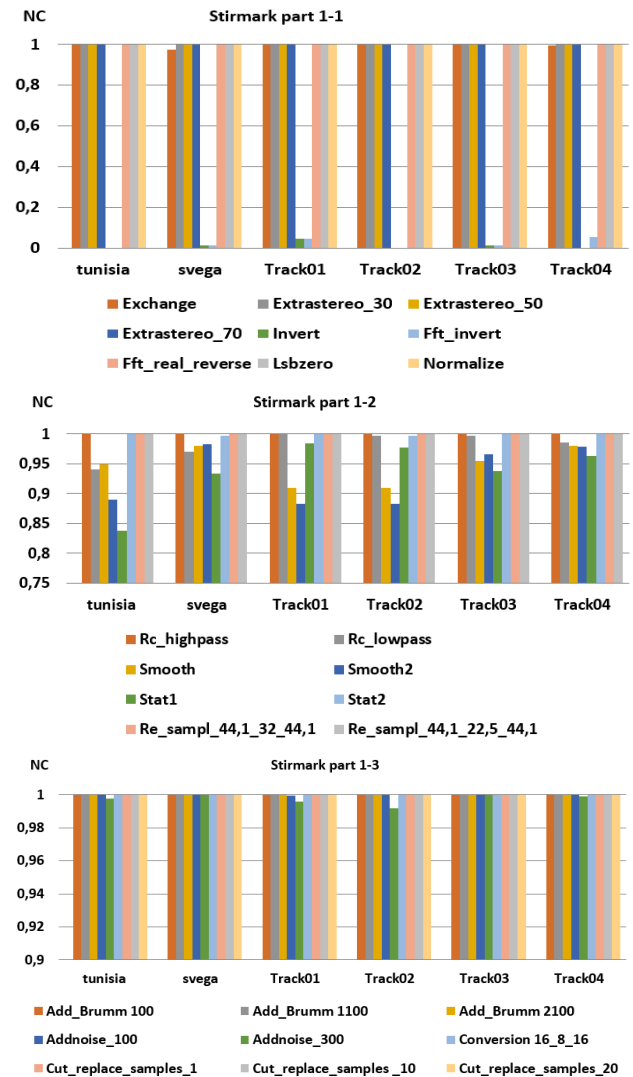 NC Stirmark part 1-1
1
0,8
0,6
0,4
0,2
0
tunisia svega Track01 Track02 Track03 Track04
Exchange Extrastereo_30 Extrastereo_50
Extrastereo_70 Invert Fft_invert
Fft_real_reverse Lsbzero Normalize
NC Stirmark part 1-2
1
0,95
0,9
0,85
0,8
0,75
tunisia svega Track01 Track02 Track03 Track04
Rc_highpass Rc_lowpass
Smooth Smooth2
Stat1 Stat2
Re_sampl_44,1_32_44,1 Re_sampl_44,1_22,5_44,1
NC Stirmark part 1-3
1
0,98
0,96
0,94
0,92
0,9
tunisia svega Track01 Track02 Track03 Track04
Add_Brumm 100 Add_Brumm 1100 Add_Brumm 2100
Addnoise_100 Addnoise_300 Conversion 16_8_16
Cut_replace_samples_1 Cut_replace_samples _10 Cut_replace_samples_20